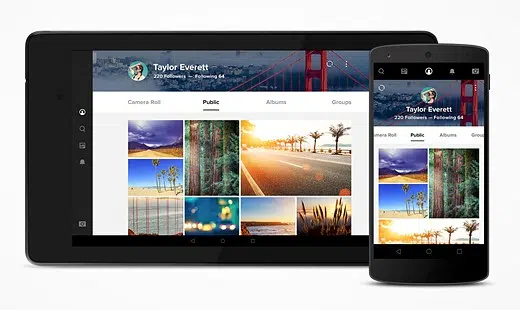 Taylor Everett
220 Followers — Following 64
Camera Roll
Public
Albums
Groups
Taylor Everett
220 Followers — Following 64
Camera Roll
Public
Albums
Group